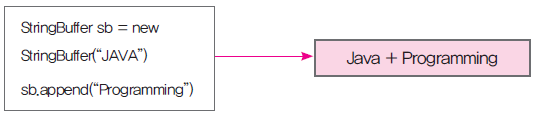 StringBuffer sb = new
StringBuffer(“JAVA”)
sb.append(“Programming”)
Java + Programming